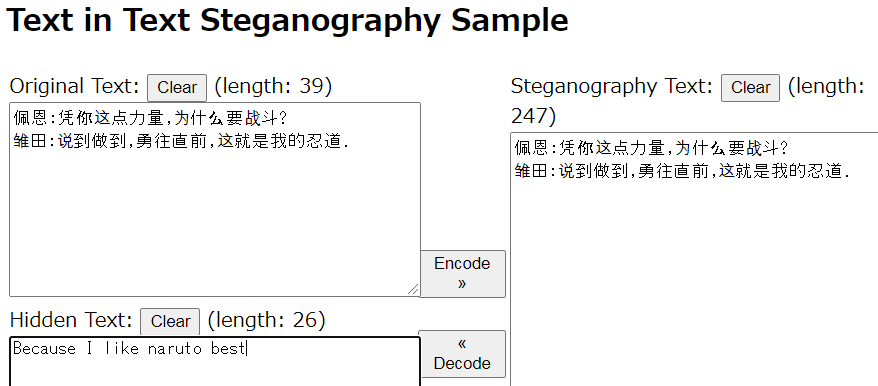 Text in Text Steganography Sample
Original Text: Clear (length: 39)
佩恩:凭你这点力量,为什么要战斗?
雏田:说到做到,勇往直前,这就是我的忍道.
Encode
»
Hidden Text: Clear (length: 26)
Because I like naruto best
«
Decode
Steganography Text: Clear (length:
247)
佩恩:凭你这点力量,为什么要战斗?
雏田:说到做到,勇往直前,这就是我的忍道.